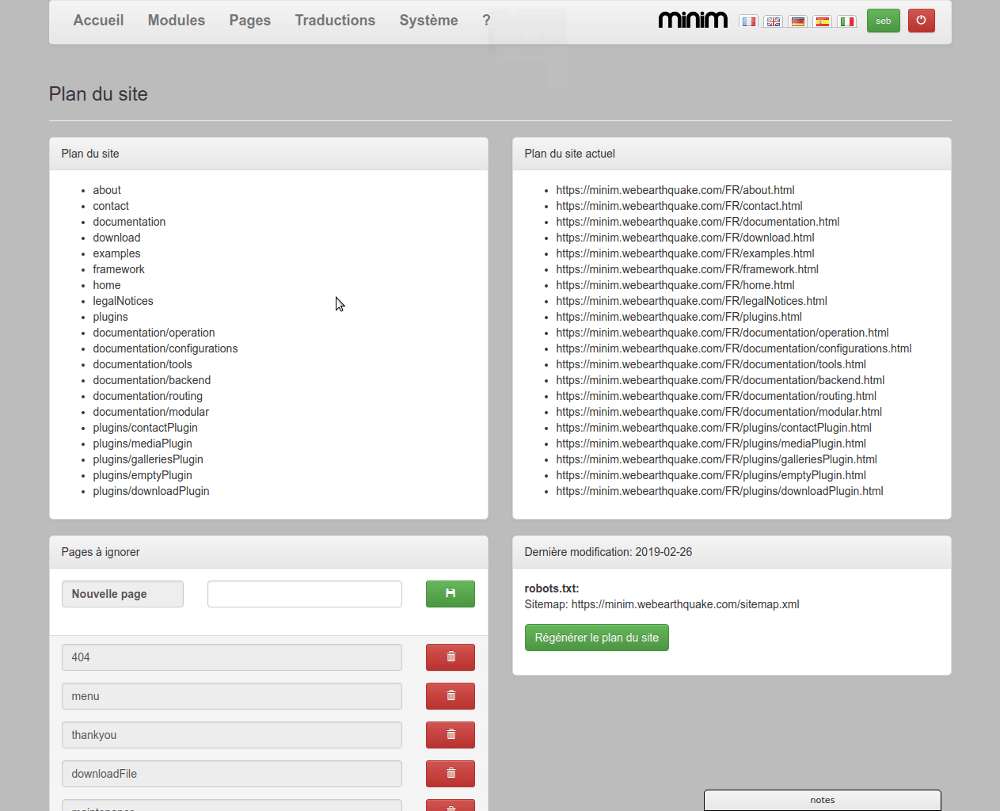 Accueil Modules Pages Traductions Système ? minim seb
Plan du site
Plan du site
about
contact
documentation
download
examples
framework
home
legalNotices
plugins
documentation/operation
documentation/configurations
documentation/tools
documentation/backend
documentation/routing
documentation/modular
plugins/contactPlugin
plugins/mediaPlugin
plugins/galleriesPlugin
plugins/emptyPlugin
plugins/downloadPlugin
Plan du site actuel
https://minim.webearthquake.com/FR/about.html
https://minim.webearthquake.com/FR/contact.html
https://minim.webearthquake.com/FR/documentation.html
https://minim.webearthquake.com/FR/download.html
https://minim.webearthquake.com/FR/examples.html
https://minim.webearthquake.com/FR/framework.html
https://minim.webearthquake.com/FR/home.html
https://minim.webearthquake.com/FR/legalNotices.html
https://minim.webearthquake.com/FR/plugins.html
https://minim.webearthquake.com/FR/documentation/operation.html
https://minim.webearthquake.com/FR/documentation/configurations.html
https://minim.webearthquake.com/FR/documentation/tools.html
https://minim.webearthquake.com/FR/documentation/backend.html
https://minim.webearthquake.com/FR/documentation/routing.html
https://minim.webearthquake.com/FR/documentation/modular.html
https://minim.webearthquake.com/FR/plugins/contactPlugin.html
https://minim.webearthquake.com/FR/plugins/mediaPlugin.html
https://minim.webearthquake.com/FR/plugins/galleriesPlugin.html
https://minim.webearthquake.com/FR/plugins/emptyPlugin.html
https://minim.webearthquake.com/FR/plugins/downloadPlugin.html
Pages à ignorer
Nouvelle page
404
menu
thankyou
downloadFile
Dernière modification: 2019-02-26
robots.txt:
Sitemap: https://minim.webearthquake.com/sitemap.xml
Régénérer le plan du site
notes